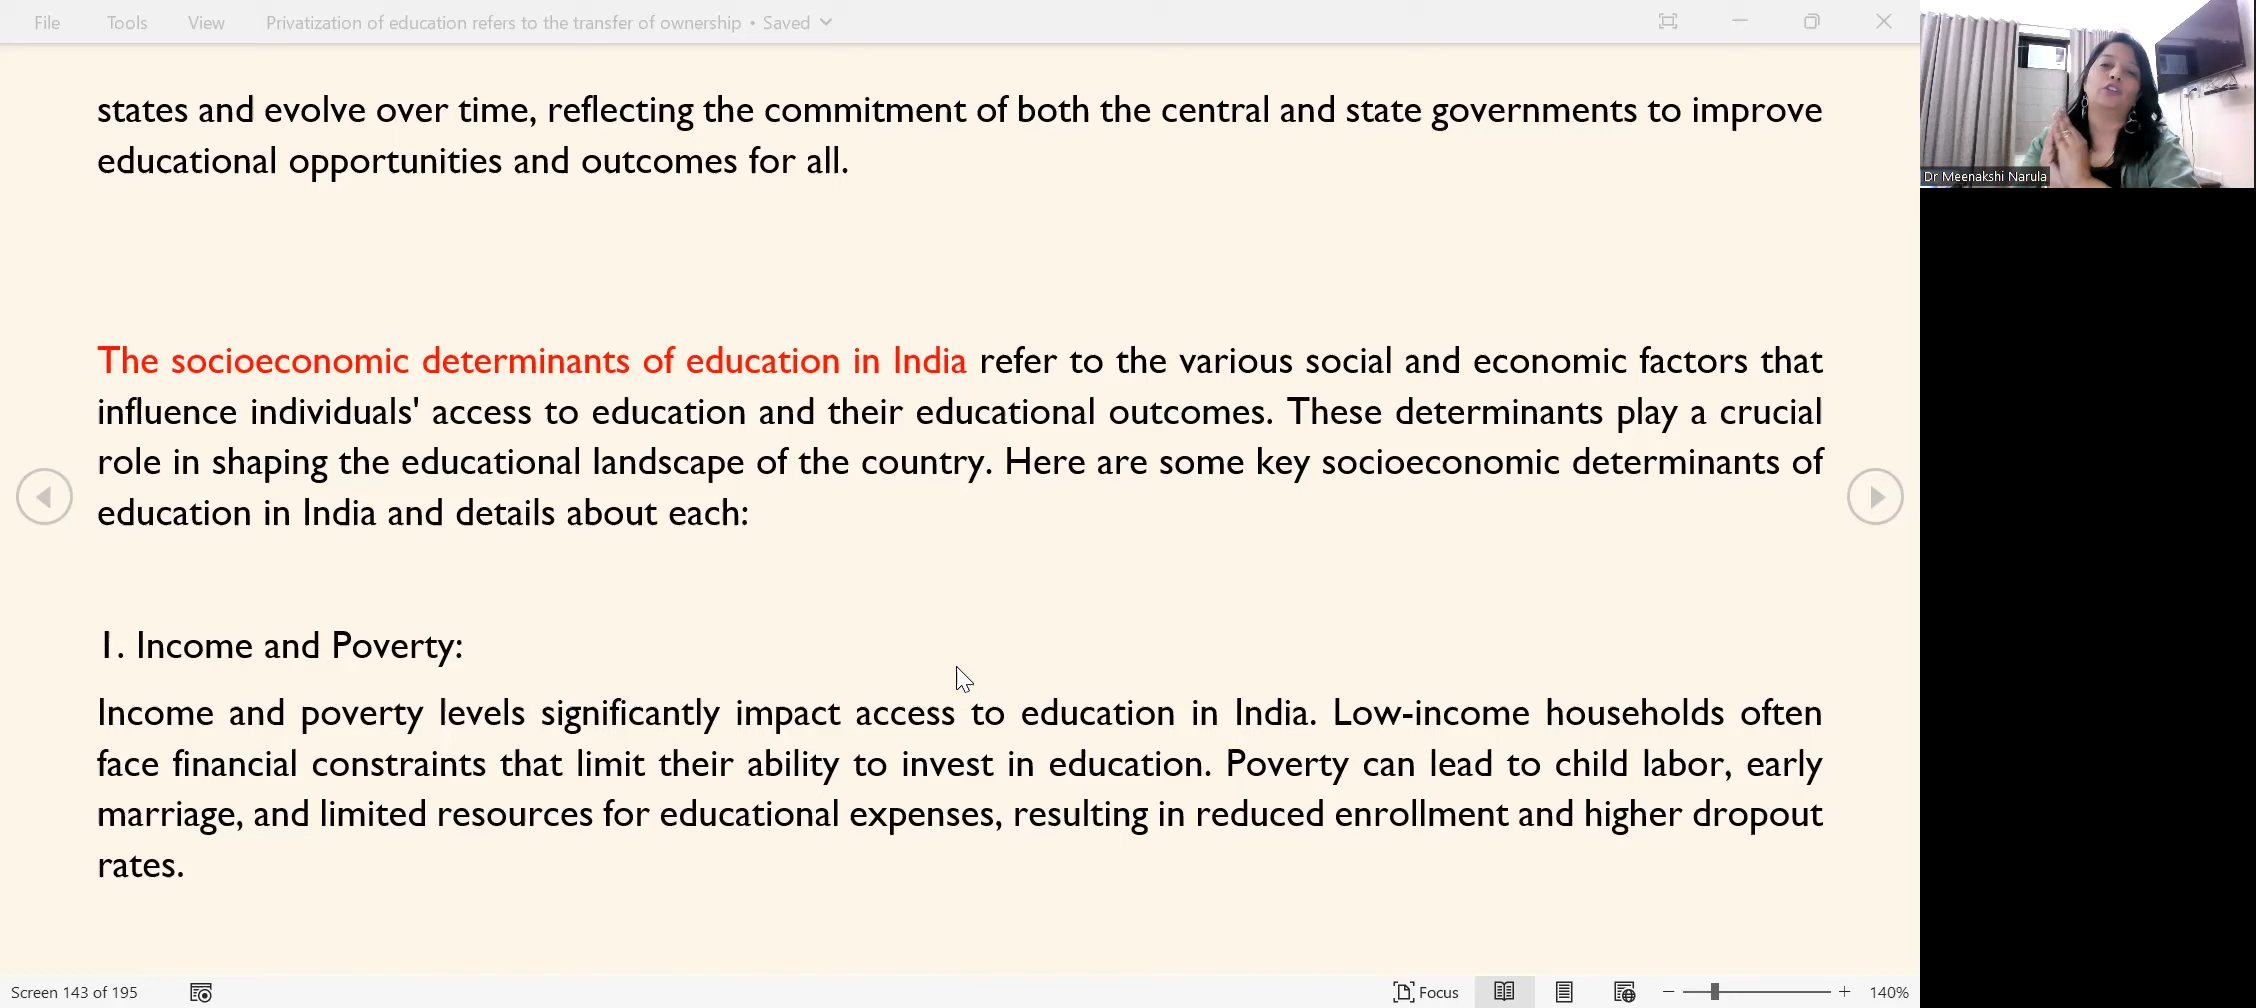 File Tools View Privatization of education refers to the transfer of ownership • Saved
states and evolve over time, reflecting the commitment of both the central and state governments to improve
educational opportunities and outcomes for all.
The socioeconomic determinants of education in India refer to the various social and economic factors that
influence individuals' access to education and their educational outcomes. These determinants play a crucial
role in shaping the educational landscape of the country. Here are some key socioeconomic determinants of
education in India and details about each:
1. Income and Poverty:
Income and poverty levels significantly impact access to education in India. Low-income households often
face financial constraints that limit their ability to invest in education. Poverty can lead to child labor, early
marriage, and limited resources for educational expenses, resulting in reduced enrollment and higher dropout
rates.
Screen 143 of 195 Focus 140%
Dr Meenakshi Narula